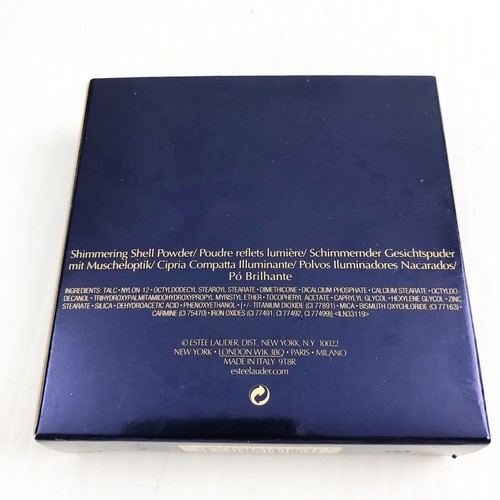 Shimmering Shell Powder/ Poudre reflets lumière/ Schimmernder Gesichtspuder
mit Muscheloptik/ Cipria Compatta Illuminante/ Polvos Iluminadores Nacarados/
Pó Brilhante
INGREDIENTS: TALC • NYLON-12 • OCTYLDODECYL STEAROYL STEARATE • DIMETHICONE • DICALCIUM PHOSPHATE • CALCIUM STEARATE • OCTYLDO-
DECANOL • TRIHYDROXYPALMITAMIDOHYDROXYPROPYL MYRISTYL ETHER • TOCOPHERYL ACETATE • CAPRYLYL GLYCOL • HEXYLENE GLYCOL • ZINC
STEARATE • SILICA • DEHYDROACETIC ACID • PHENOXYETHANOL • [+/- TITANIUM DIOXIDE (CI 77891) • MICA • BISMUTH OXYCHLORIDE (CI 77163) •
CARMINE (CI 75470) • IRON OXIDES (CI 77491, CI 77492, CI 77499)] <ILN33119>
© ESTÉE LAUDER, DIST. NEW YORK, N.Y. 10022
NEW YORK • LONDON W1K 3BQ • PARIS • MILANO
MADE IN ITALY 9T8R
esteelauder.com